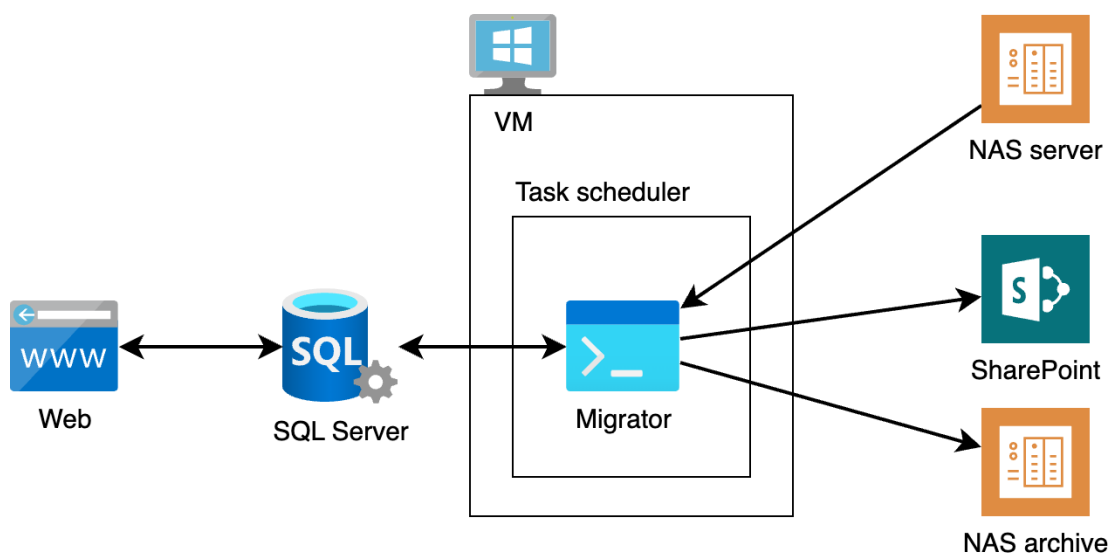 VM
NAS server
Task scheduler
S
SharePoint
WWW
SQL
Web
SQL Server
Migrator
NAS archive